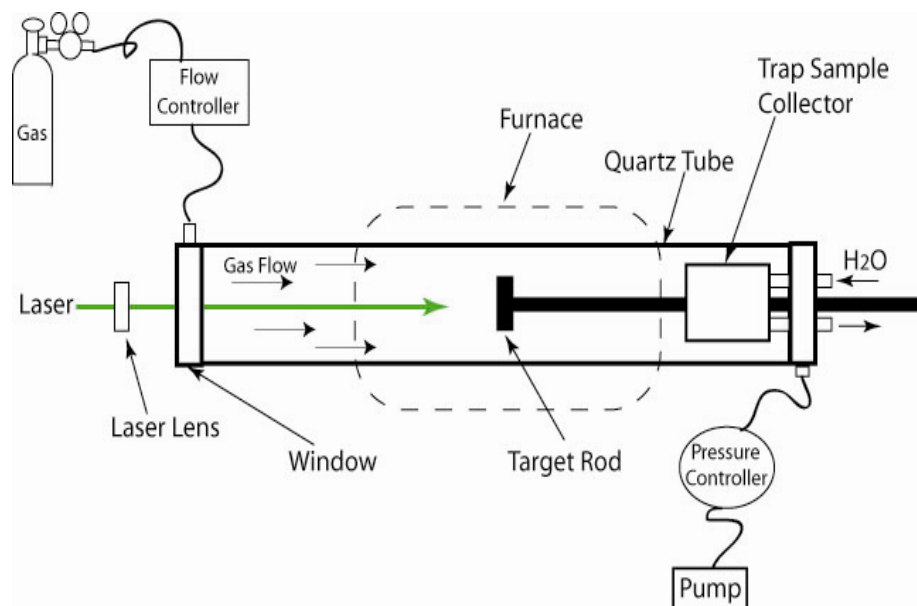 Gas
Flow
Controller
Furnace
Trap Sample
Collector
Quartz Tube
Gas Flow
H2O
Laser
Laser Lens
Window
Target Rod
Pressure
Controller
Pump